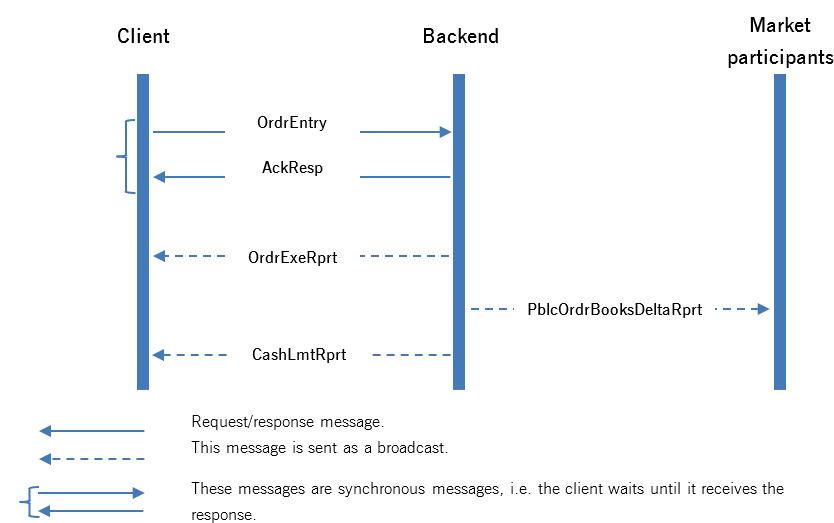 Client
Backend
Market
participants
OrdrEntry
AckResp
OrdrExeRprt
PblcOrdrBooksDeltaRprt
CashLmtRprt
Request/response message.
This message is sent as a broadcast.
These messages are synchronous messages, i.e. the client waits until it receives the
response.